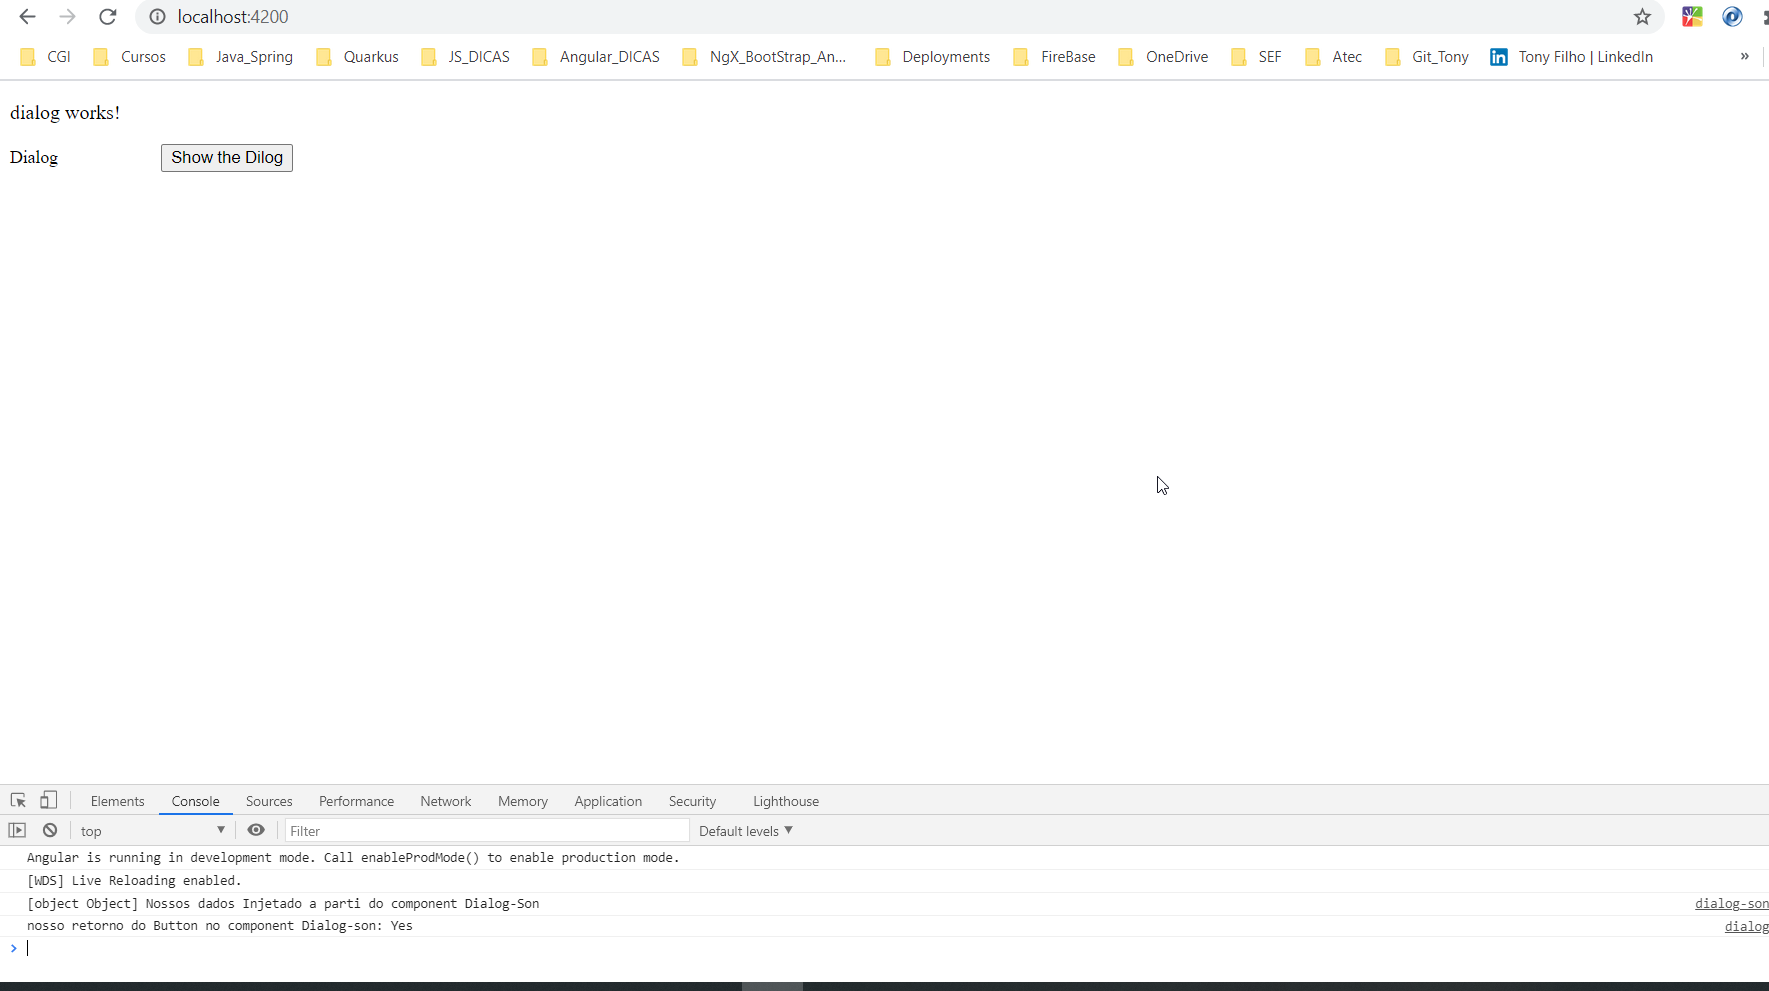 localhost:4200
CGI Cursos Java_Spring Quarkus JS_DICAS Angular_DICAS NgX_BootStrap_An... Deployments FireBase OneDrive SEF Atec Git_Tony in Tony Filho | LinkedIn »
dialog works!
Dialog Show the Dilog
Elements Console Sources Performance Network Memory Application Security Lighthouse
top Filter Default levels
Angular is running in development mode. Call enableProdMode() to enable production mode.
[WDS] Live Reloading enabled.
[object Object] Nossos dados Injetado a parti do component Dialog-Son dialog-son
nosso retorno do Button no component Dialog-son: Yes dialog
>